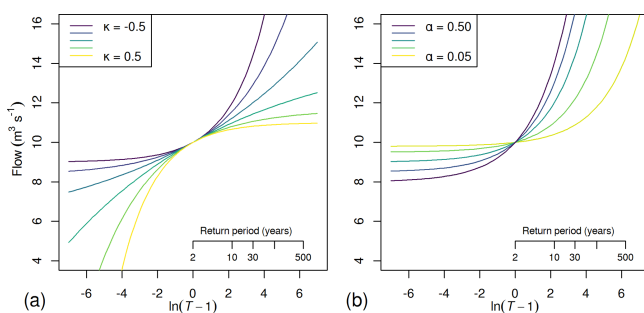 κ = -0.5
κ = 0.5
Flow (m³ s⁻¹)
16
14
12
10
8
6
4
Return period (years)
2 10 30 500
-6 -4 -2 0 2 4 6
(a) ln(T − 1)
α = 0.50
α = 0.05
16
14
12
10
8
6
4
Return period (years)
2 10 30 500
-6 -4 -2 0 2 4 6
(b) ln(T − 1)